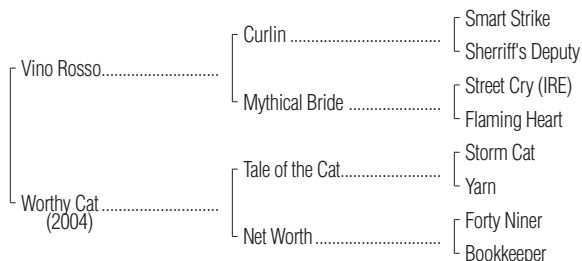 Smart Strike
Curlin ..........................................
Sherriff's Deputy
Vino Rosso.................................
Street Cry (IRE)
Mythical Bride ..........................
Flaming Heart
Storm Cat
Tale of the Cat............................
Yarn
Worthy Cat .................................
(2004)
Forty Niner
Net Worth ...................................
Bookkeeper